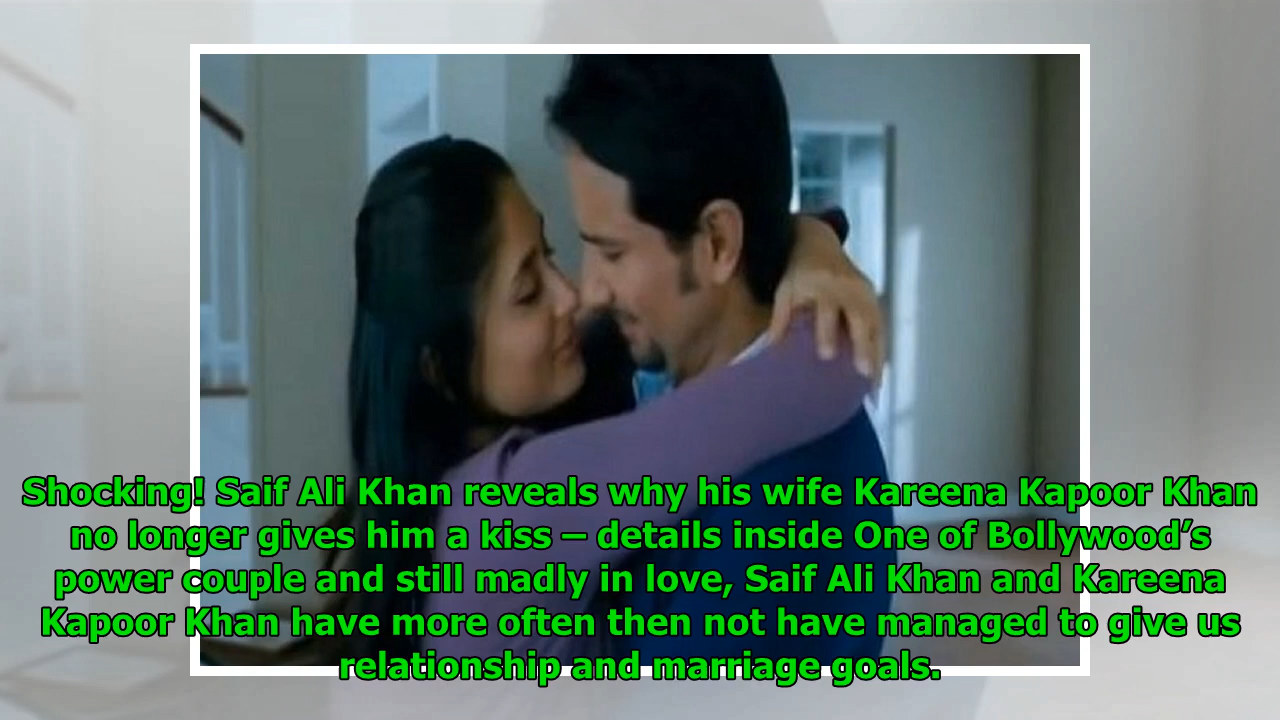 Shocking! Saif Ali Khan reveals why his wife Kareena Kapoor Khan
no longer gives him a kiss – details inside One of Bollywood’s
power couple and still madly in love, Saif Ali Khan and Kareena
Kapoor Khan have more often then not have managed to give us
relationship and marriage goals.